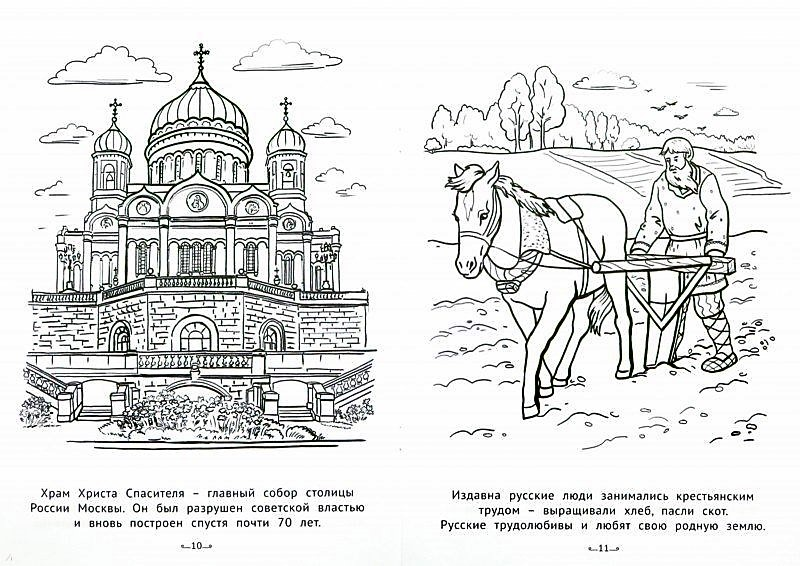 Храм Христа Спасителя – главный собор столицы
России Москвы. Он был разрушен советской властью
и вновь построен спустя почти 70 лет.
10
Издавна русские люди занимались крестьянским
трудом – выращивали хлеб, пасли скот.
Русские трудолюбивы и любят свою родную землю.
11